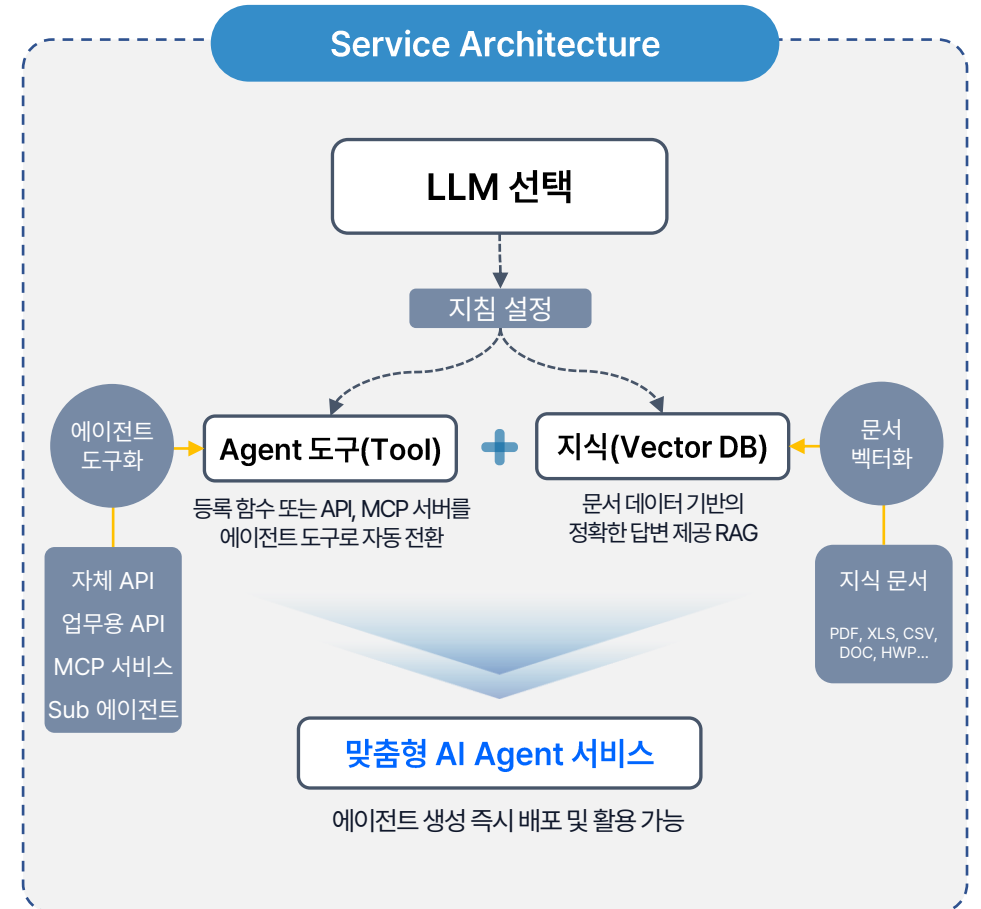 Service Architecture
LLM 선택
지침 설정
에이전트
도구화
Agent 도구(Tool)
지식(Vector DB)
문서
벡터화
등록 함수 또는 API, MCP 서버를
에이전트 도구로 자동 전환
문서 데이터 기반의
정확한 답변 제공 RAG
자체 API
업무용 API
MCP 서비스
Sub 에이전트
지식 문서
PDF, XLS, CSV,
DOC, HWP...
맞춤형 AI Agent 서비스
에이전트 생성 즉시 배포 및 활용 가능